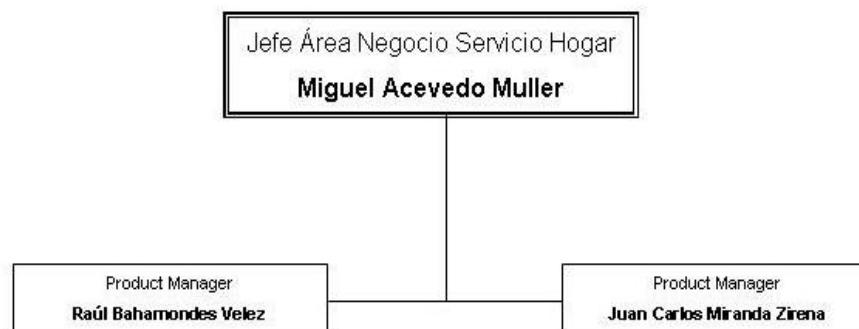 Jefe Área Negocio Servicio Hogar
Miguel Acevedo Muller
Product Manager
Raúl Bahamondes Velez
Product Manager
Juan Carlos Miranda Zirena